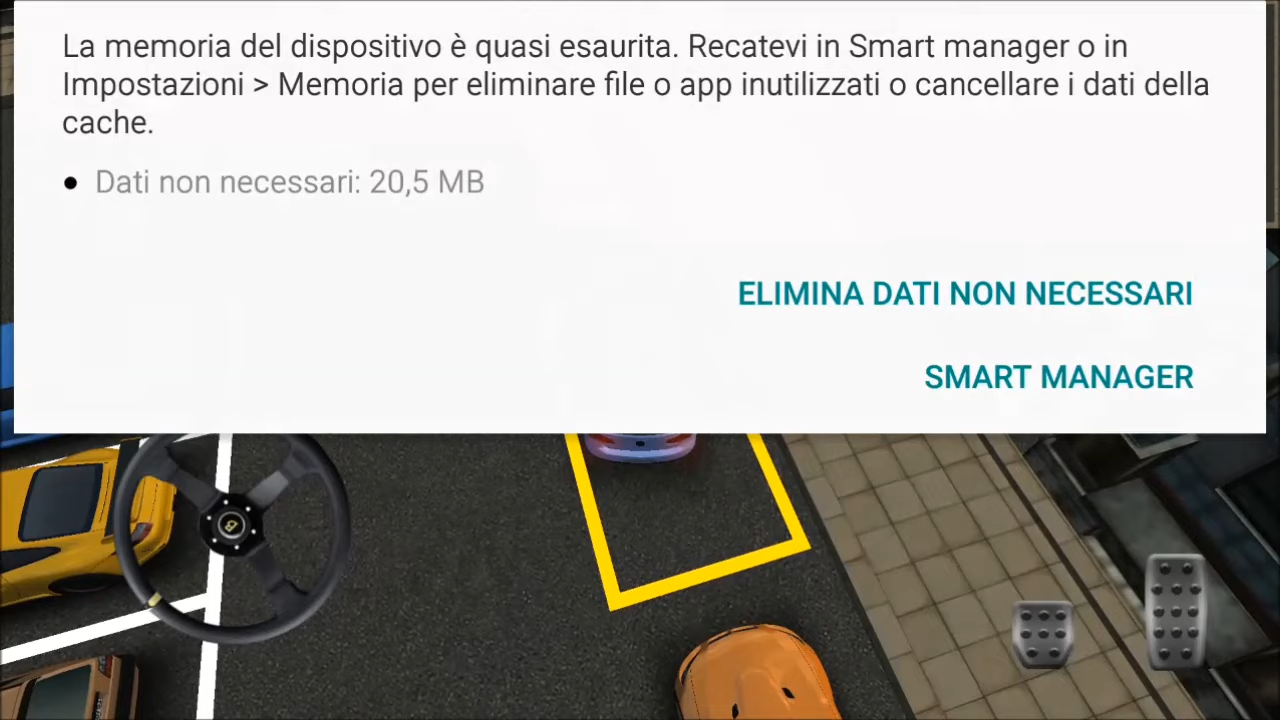 La memoria del dispositivo è quasi esaurita. Recatevi in Smart manager o in
Impostazioni > Memoria per eliminare file o app inutilizzati o cancellare i dati della
cache.
• Dati non necessari: 20,5 MB
ELIMINA DATI NON NECESSARI
SMART MANAGER
B